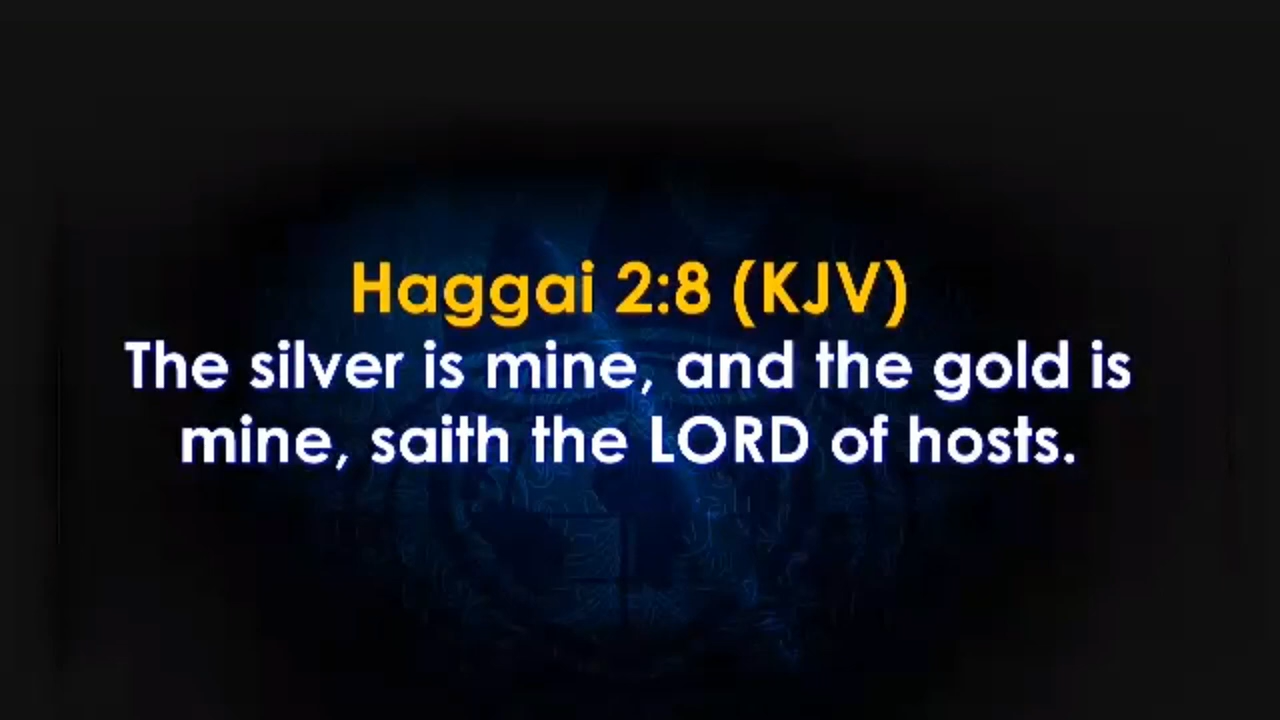 Haggai 2:8 (KJV)
The silver is mine, and the gold is
mine, saith the LORD of hosts.